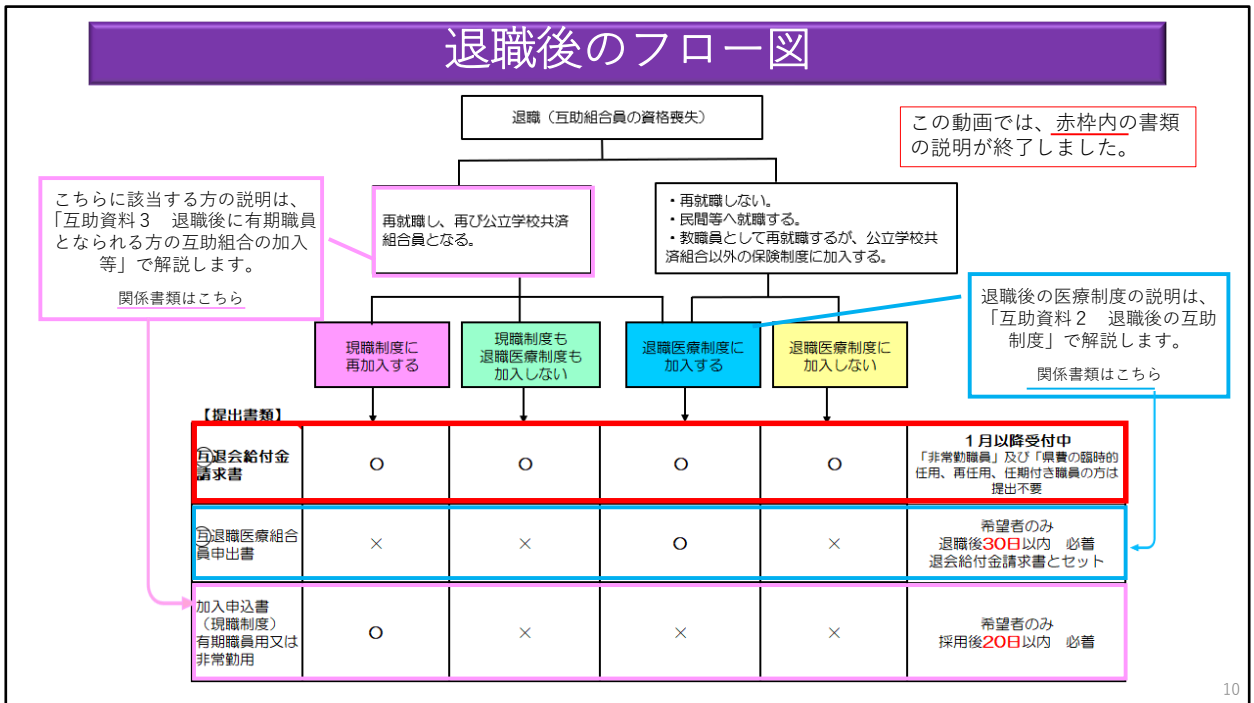 退職後のフロー図
退職（互助組合員の資格喪失）
この動画では、赤枠内の書類
の説明が終了しました。
こちらに該当する方の説明は、
「互助資料３　退職後に有期職員
となられる方の互助組合の加入
等」で解説します。
関係書類はこちら
再就職し、再び公立学校共済
組合員となる。
・再就職しない。
・民間等へ就職する。
・教職員として再就職するが、公立学校共
済組合以外の保険制度に加入する。
退職後の医療制度の説明は、
「互助資料２　退職後の互助
制度」で解説します。
関係書類はこちら
現職制度に
再加入する
現職制度も
退職医療制度も
加入しない
退職医療制度に
加入する
退職医療制度に
加入しない
【提出書類】
㊀退会給付金
請求書
○ ○ ○ ○
１月以降受付中
「非常勤職員」及び「県費の臨時的
任用、再任用、任期付き職員の方は
提出不要
互退職医療組合
員申出書
× × ○ ×
希望者のみ
退職後30日以内　必着
退会給付金請求書とセット
加入申込書
（現職制度）
有期職員用又は
非常勤用
○ × × ×
希望者のみ
採用後20日以内　必着
10